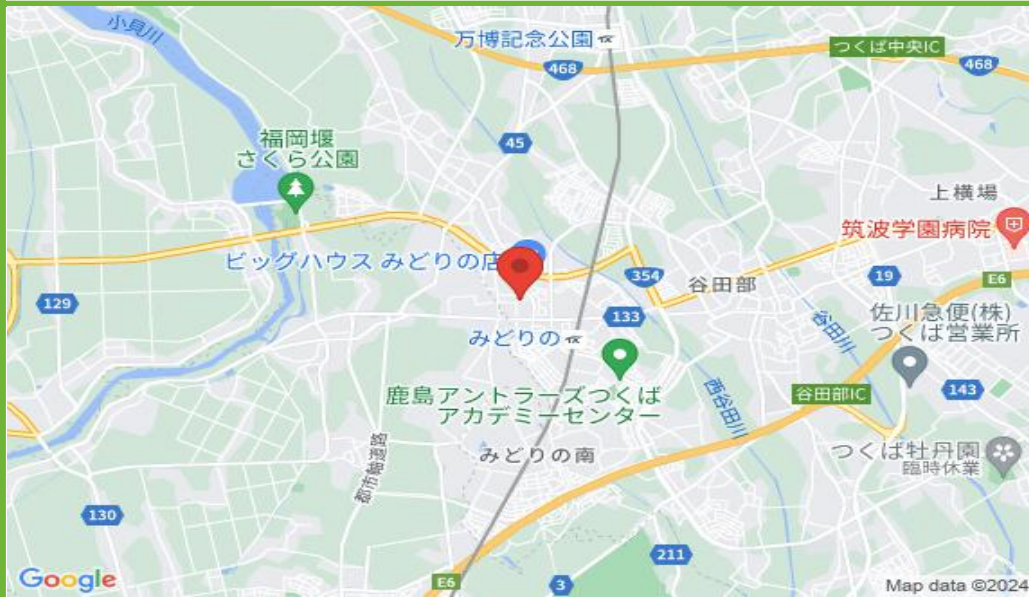 小貝川
万博記念公園
つくば中央IC
468
468
45
福岡堰
さくら公園
上横場
筑波学園病院
ビッグハウス みどりの店
354
谷田部
19
E6
129
133
佐川急便(株)
つくば営業所
谷田川
みどりの
鹿島アントラーズつくば
アカデミーセンター
西谷田川
谷田部IC
143
みどりの南
つくば牡丹園
臨時休業
都市軸道路
130
211
Google
E6
3
Map data ©2024